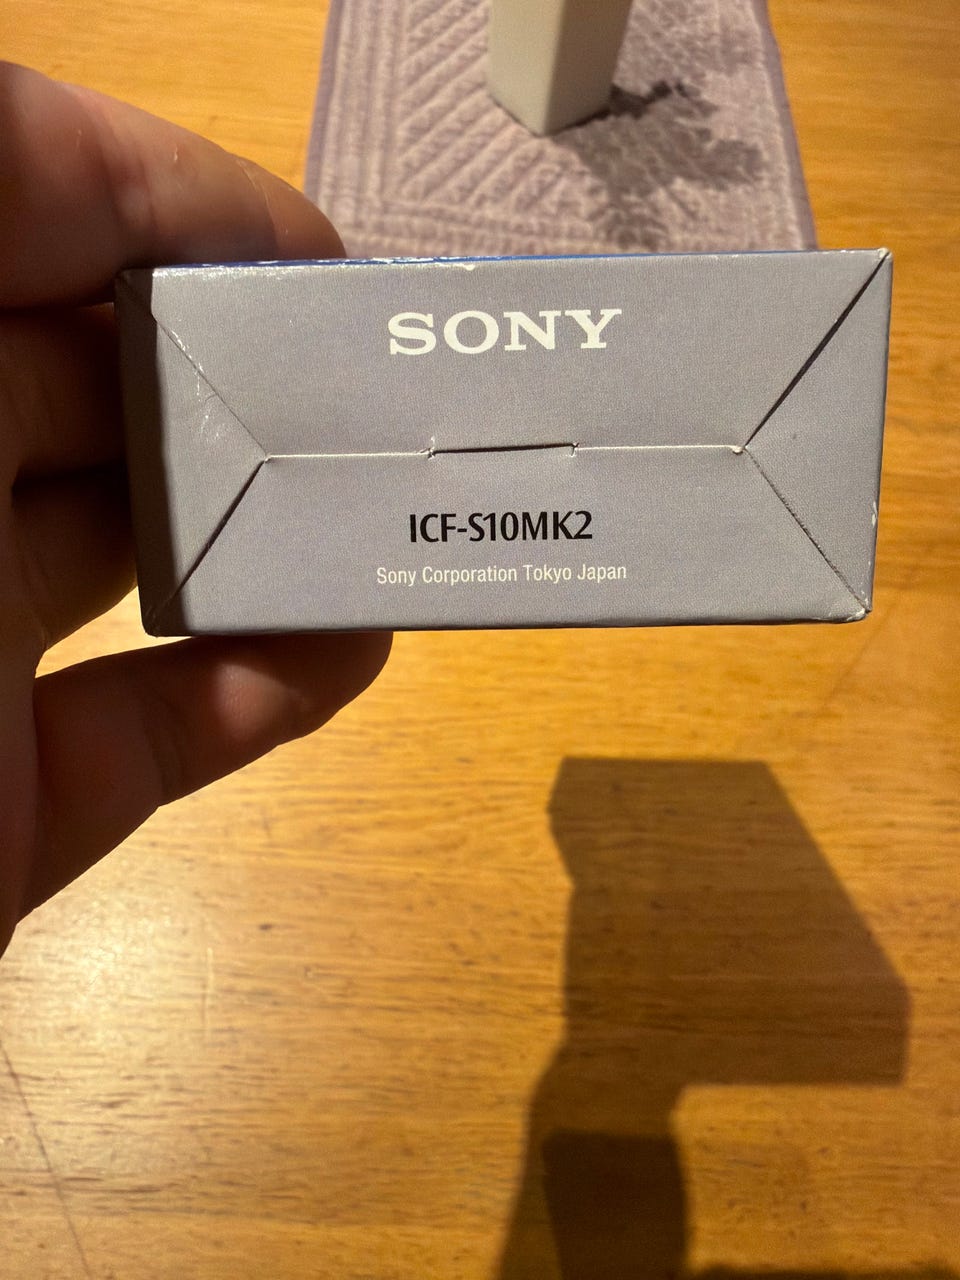 SONY
ICF-S10MK2
Sony Corporation Tokyo Japan